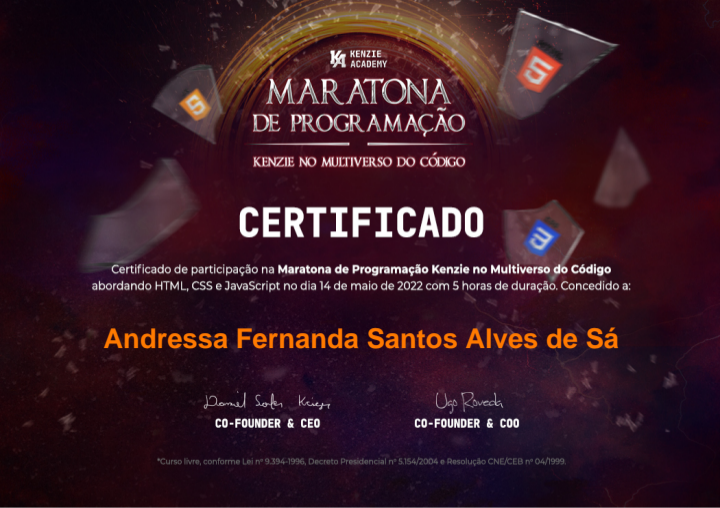 KENZIE
ACADEMY
MARATONA
DE PROGRAMAÇÃO
KENZIE NO MULTIVERSO DO CÓDIGO
CERTIFICADO
Certificado de participação na Maratona de Programação Kenzie no Multiverso do Código
abordando HTML, CSS e JavaScript no dia 14 de maio de 2022 com 5 horas de duração. Concedido a:
Andressa Fernanda Santos Alves de Sá
Ugo Roveda
CO-FOUNDER & CEO CO-FOUNDER & COO
*Curso livre, conforme Lei nº 9.394-1996, Decreto Presidencial nº 5.154/2004 e Resolução CNE/CEB nº 04/1999.